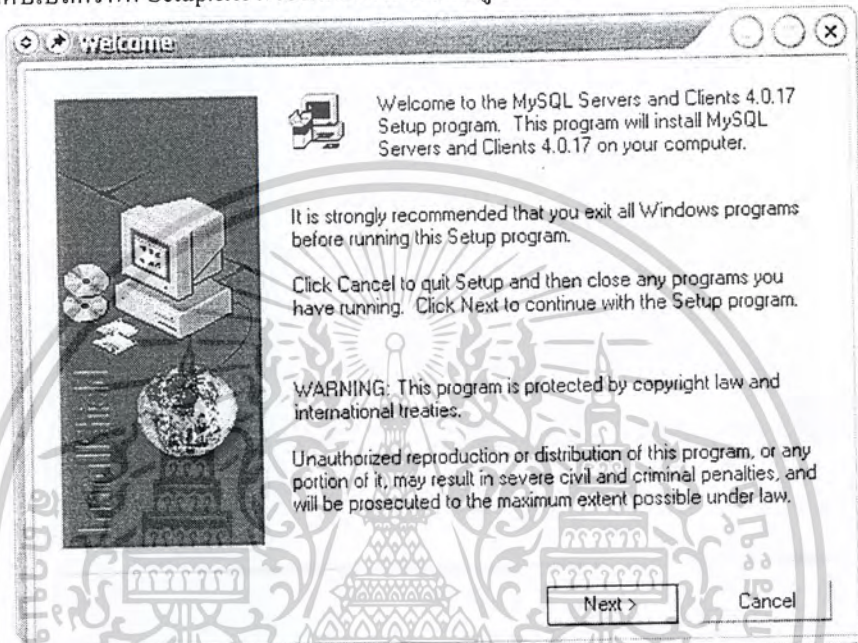 Setup.exe
Welcome
Welcome to the MySQL Servers and Clients 4.0.17
Setup program. This program will install MySQL
Servers and Clients 4.0.17 on your computer.
It is strongly recommended that you exit all Windows programs
before running this Setup program.
Click Cancel to quit Setup and then close any programs you
have running. Click Next to continue with the Setup program.
WARNING: This program is protected by copyright law and
international treaties.
Unauthorized reproduction or distribution of this program, or any
portion of it, may result in severe civil and criminal penalties, and
will be prosecuted to the maximum extent possible under law.
InstallShield
Next >
Cancel